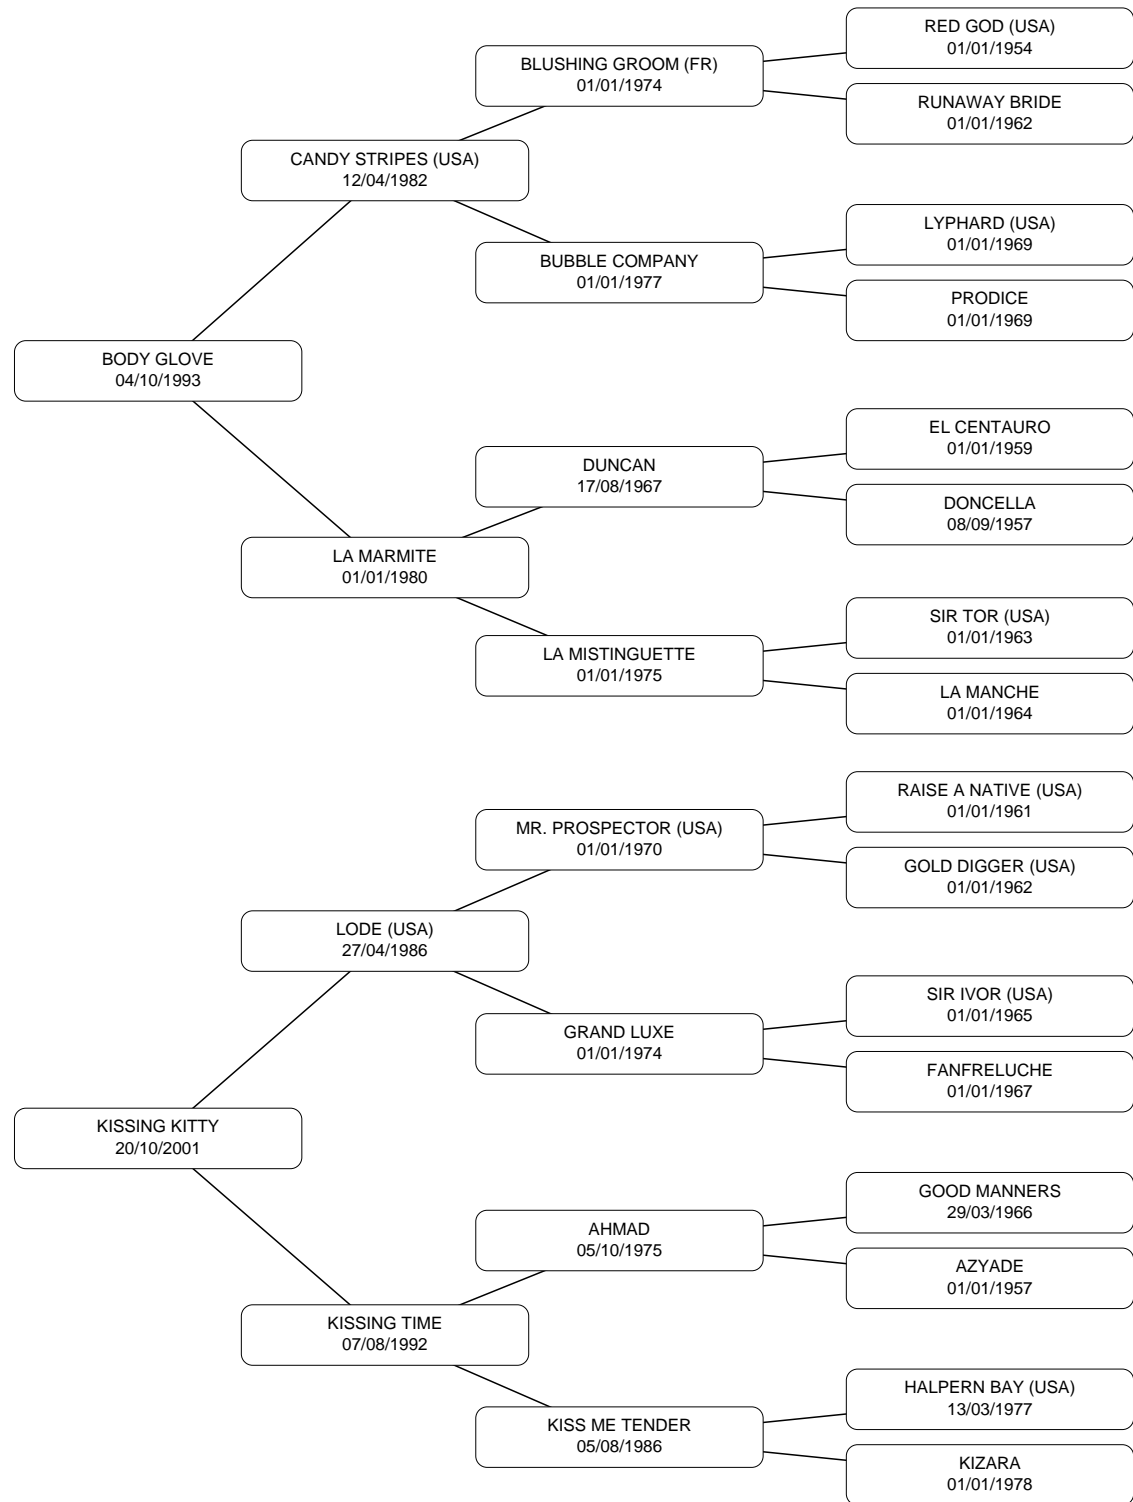 RED GOD (USA)
01/01/1954
BLUSHING GROOM (FR)
01/01/1974
RUNAWAY BRIDE
01/01/1962
CANDY STRIPES (USA)
12/04/1982
LYPHARD (USA)
01/01/1969
BUBBLE COMPANY
01/01/1977
PRODICE
01/01/1969
BODY GLOVE
04/10/1993
EL CENTAURO
01/01/1959
DUNCAN
17/08/1967
DONCELLA
08/09/1957
LA MARMITE
01/01/1980
SIR TOR (USA)
01/01/1963
LA MISTINGUETTE
01/01/1975
LA MANCHE
01/01/1964
RAISE A NATIVE (USA)
01/01/1961
MR. PROSPECTOR (USA)
01/01/1970
GOLD DIGGER (USA)
01/01/1962
LODE (USA)
27/04/1986
SIR IVOR (USA)
01/01/1965
GRAND LUXE
01/01/1974
FANFRELUCHE
01/01/1967
KISSING KITTY
20/10/2001
GOOD MANNERS
29/03/1966
AHMAD
05/10/1975
AZYADE
01/01/1957
KISSING TIME
07/08/1992
HALPERN BAY (USA)
13/03/1977
KISS ME TENDER
05/08/1986
KIZARA
01/01/1978